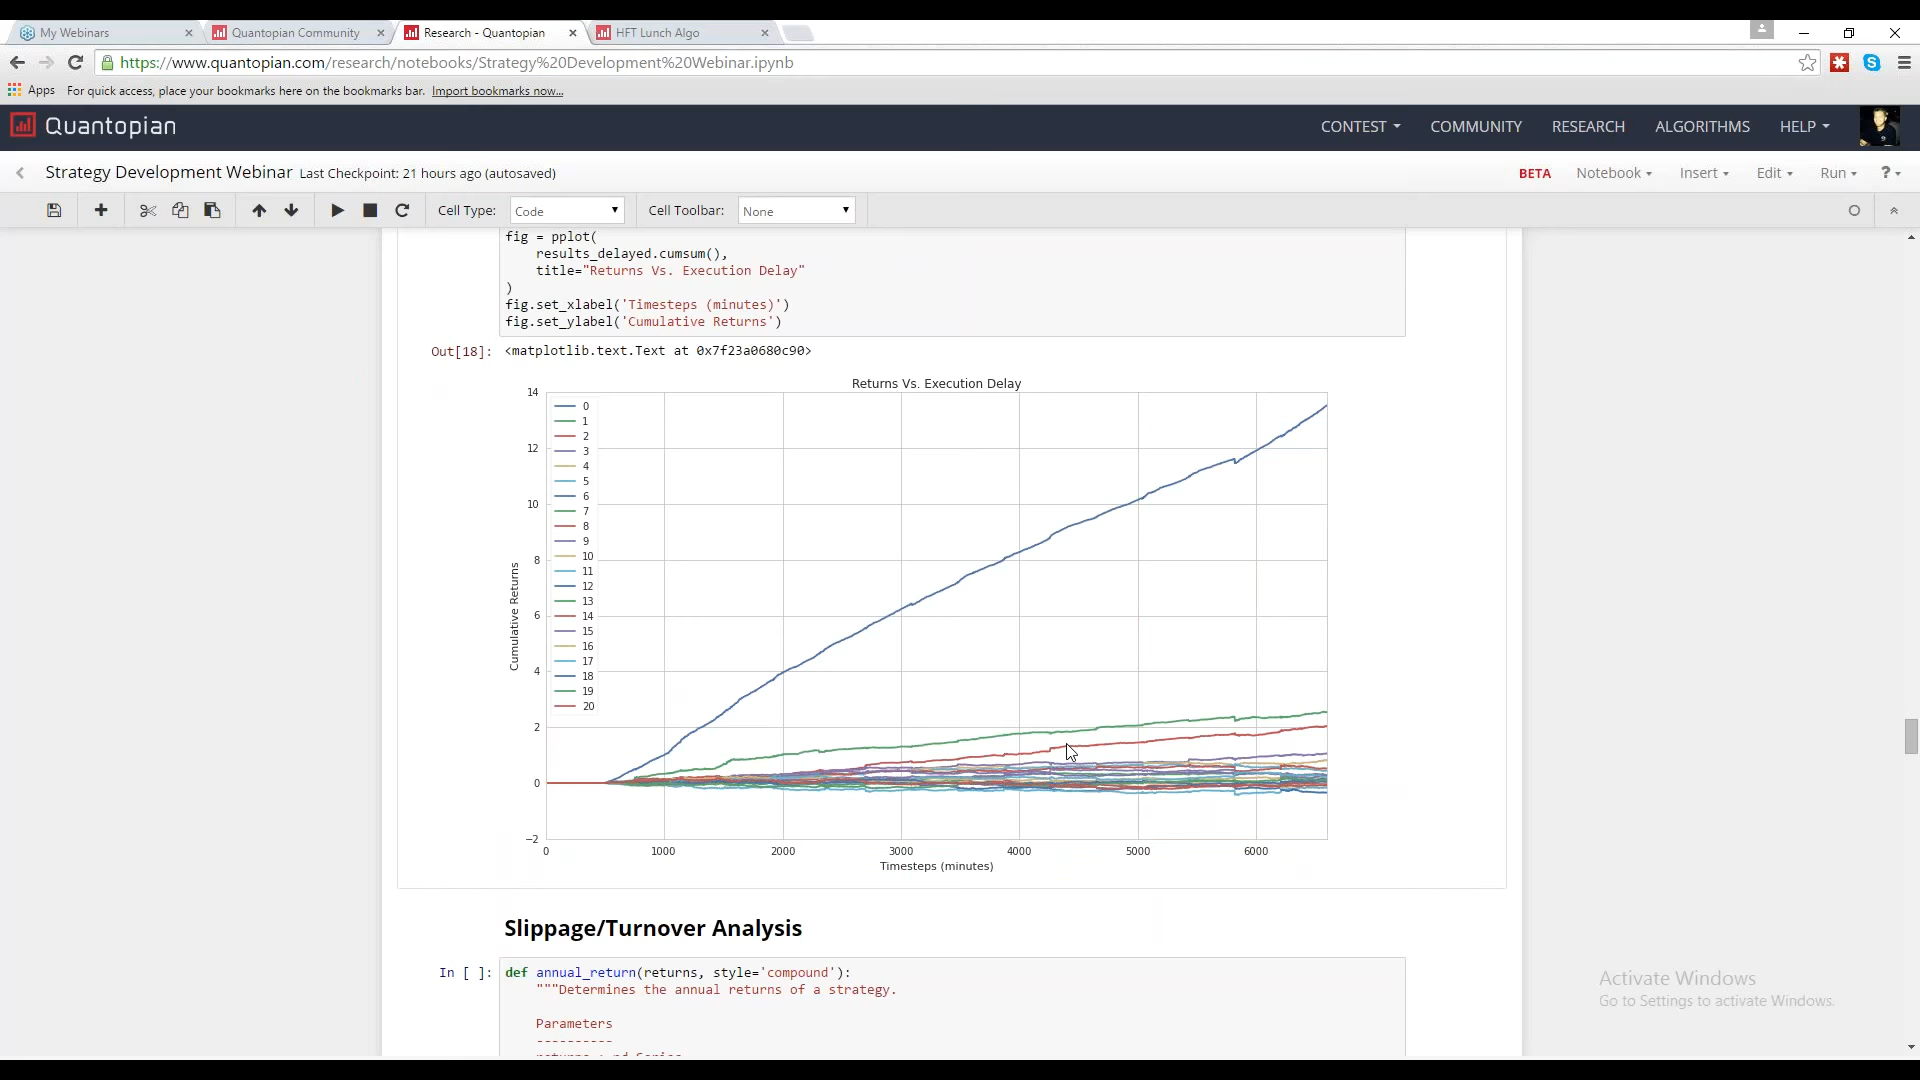 My Webinars
Quantopian Community
Research - Quantopian
HFT Lunch Algo
https://www.quantopian.com/research/notebooks/Strategy%20Development%20Webinar.ipynb
Apps For quick access, place your bookmarks here on the bookmarks bar. Import bookmarks now...
Quantopian
CONTEST COMMUNITY RESEARCH ALGORITHMS HELP
Strategy Development Webinar Last Checkpoint: 21 hours ago (autosaved)
BETA Notebook Insert Edit Run ?
Cell Type: Code Cell Toolbar: None
fig = pplot(
results_delayed.cumsum(),
title="Returns Vs. Execution Delay"
)
fig.set_xlabel('Timesteps (minutes)')
fig.set_ylabel('Cumulative Returns')
Out[18]: <matplotlib.text.Text at 0x7f23a0680c90>
Returns Vs. Execution Delay
14
12
10
8
6
4
2
0
−2
Cumulative Returns
0
1
2
3
4
5
6
7
8
9
10
11
12
13
14
15
16
17
18
19
20
0 1000 2000 3000 4000 5000 6000
Timesteps (minutes)
Slippage/Turnover Analysis
In [ ]: def annual_return(returns, style='compound'):
"""Determines the annual returns of a strategy.
Parameters
----------
Activate Windows
Go to Settings to activate Windows.